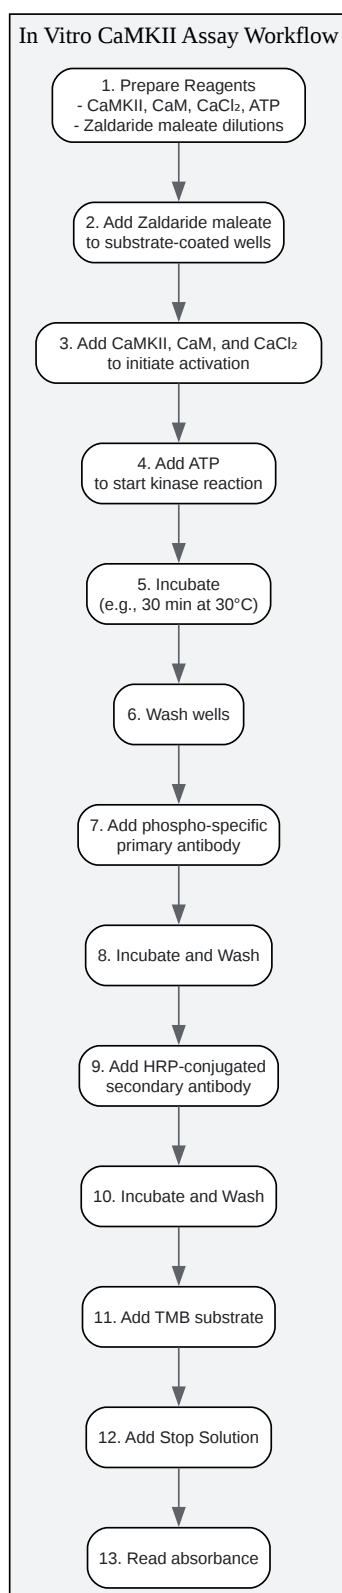 In Vitro CaMKII Assay Workflow
1. Prepare Reagents
- CaMKII, CaM, CaCl₂, ATP
- Zaldaride maleate dilutions
2. Add Zaldaride maleate
to substrate-coated wells
3. Add CaMKII, CaM, and CaCl₂
to initiate activation
4. Add ATP
to start kinase reaction
5. Incubate
(e.g., 30 min at 30°C)
6. Wash wells
7. Add phospho-specific
primary antibody
8. Incubate and Wash
9. Add HRP-conjugated
secondary antibody
10. Incubate and Wash
11. Add TMB substrate
12. Add Stop Solution
13. Read absorbance